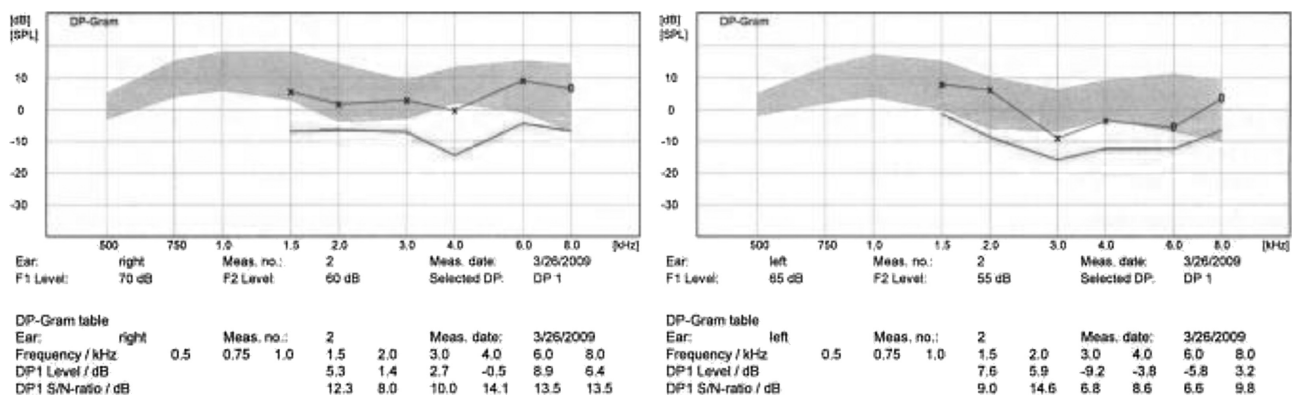 [dB]
[SPL]
DP-Gram
10
0
-10
-20
-30
500 750 1.0 1.5 2.0 3.0 4.0 6.0 8.0 [kHz]
Ear: right Meas. no.: 2 Meas. date: 3/26/2009
F1 Level: 70 dB F2 Level: 60 dB Selected DP: DP 1
DP-Gram table
Ear: right Meas. no.: 2 Meas. date: 3/26/2009
Frequency / kHz 0.5 0.75 1.0 1.5 2.0 3.0 4.0 6.0 8.0
DP1 Level / dB 5.3 1.4 2.7 -0.5 8.9 6.4
DP1 S/N-ratio / dB 12.3 8.0 10.0 14.1 13.5 13.5
[dB]
[SPL]
DP-Gram
10
0
-10
-20
-30
500 750 1.0 1.5 2.0 3.0 4.0 6.0 8.0 [kHz]
Ear: left Meas. no.: 2 Meas. date: 3/26/2009
F1 Level: 65 dB F2 Level: 55 dB Selected DP: DP 1
DP-Gram table
Ear: left Meas. no.: 2 Meas. date: 3/26/2009
Frequency / kHz 0.5 0.75 1.0 1.5 2.0 3.0 4.0 6.0 8.0
DP1 Level / dB 7.6 5.9 -9.2 -3.8 -5.8 3.2
DP1 S/N-ratio / dB 9.0 14.6 6.8 8.6 6.6 9.8